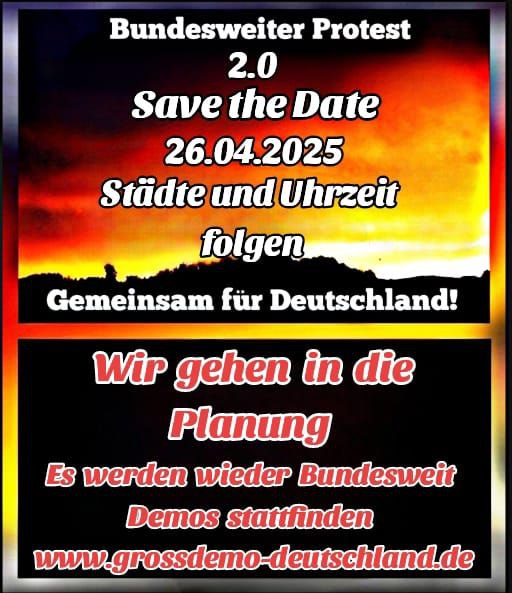 Bundesweiter Protest
2.0
Save the Date
26.04.2025
Städte und Uhrzeit
folgen
Gemeinsam für Deutschland!
Wir gehen in die
Planung
Es werden wieder Bundesweit
Demos stattfinden
www.grossdemo-deutschland.de